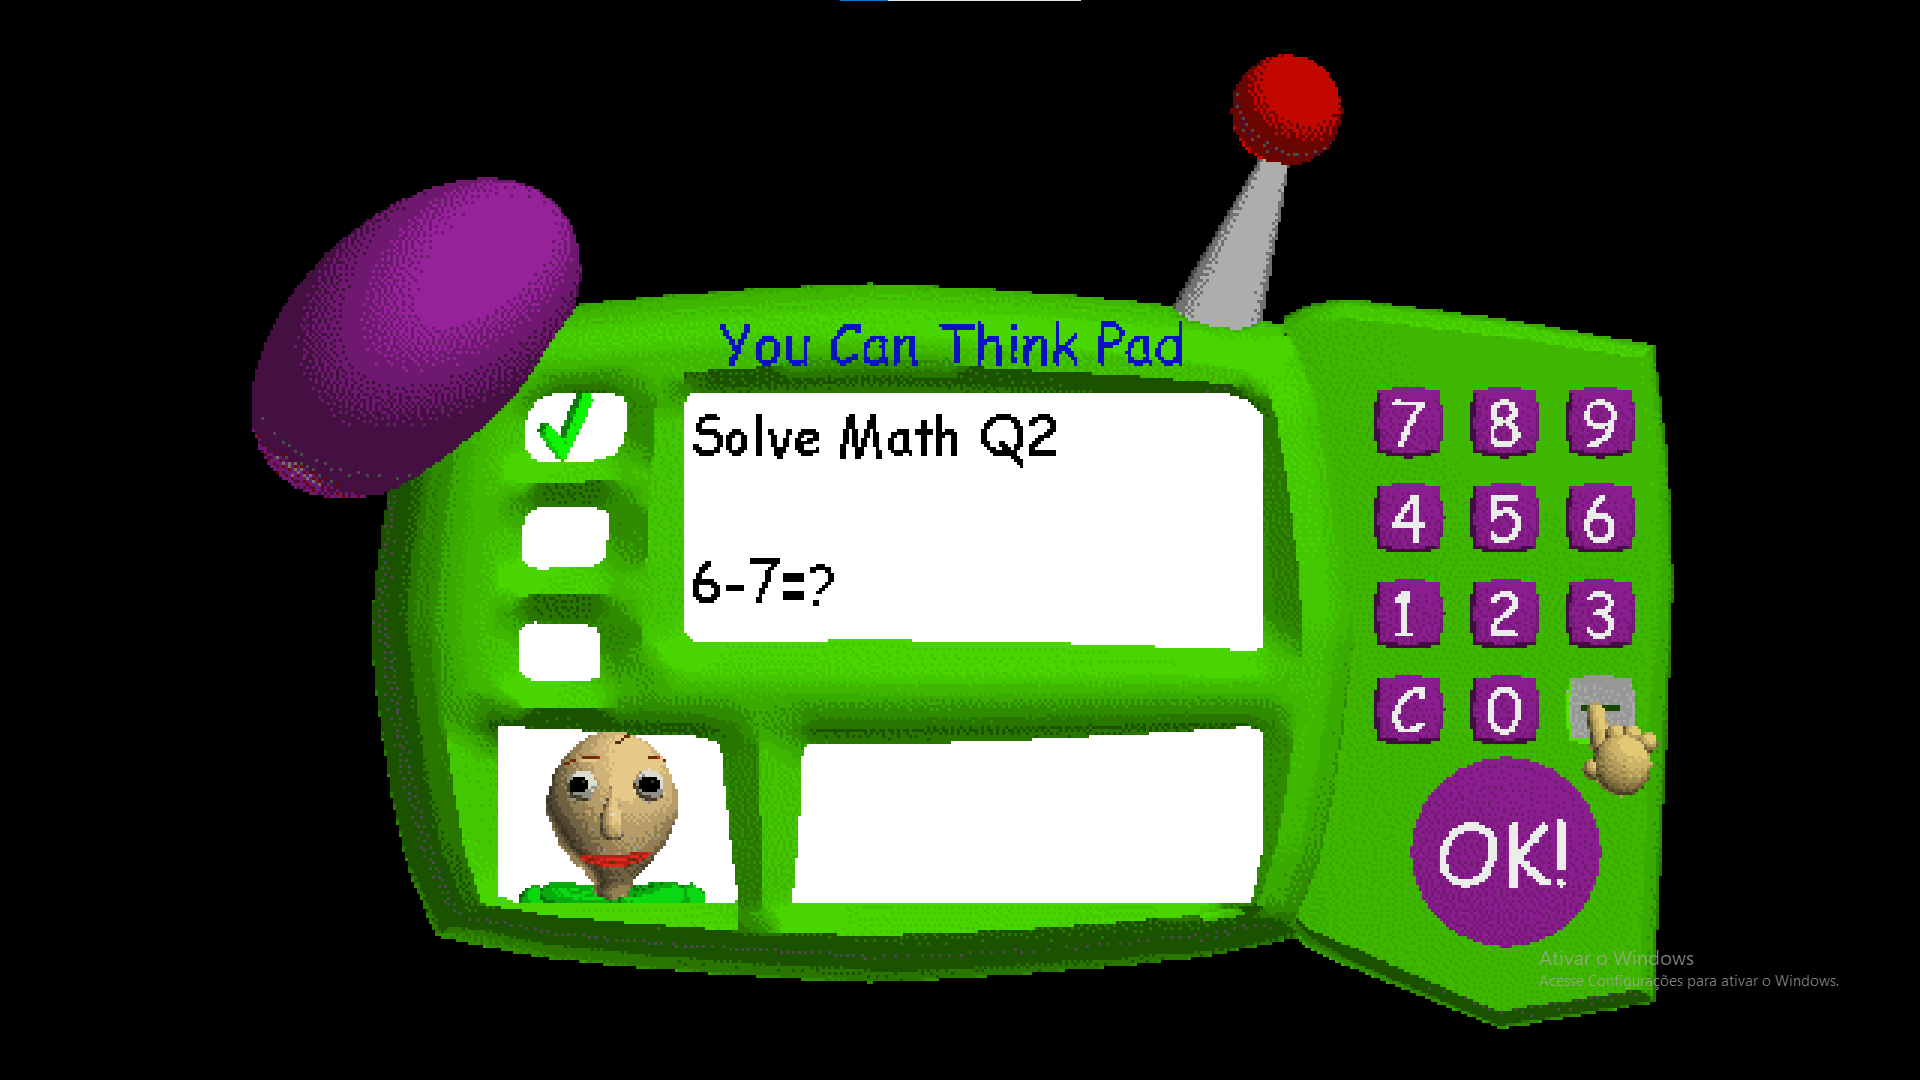 You Can Think Pad
Solve Math Q2
6-7=?
7 8 9
4 5 6
1 2 3
C 0 -
OK!
Ativar o Windows
Acesse Configurações para ativar o Windows.